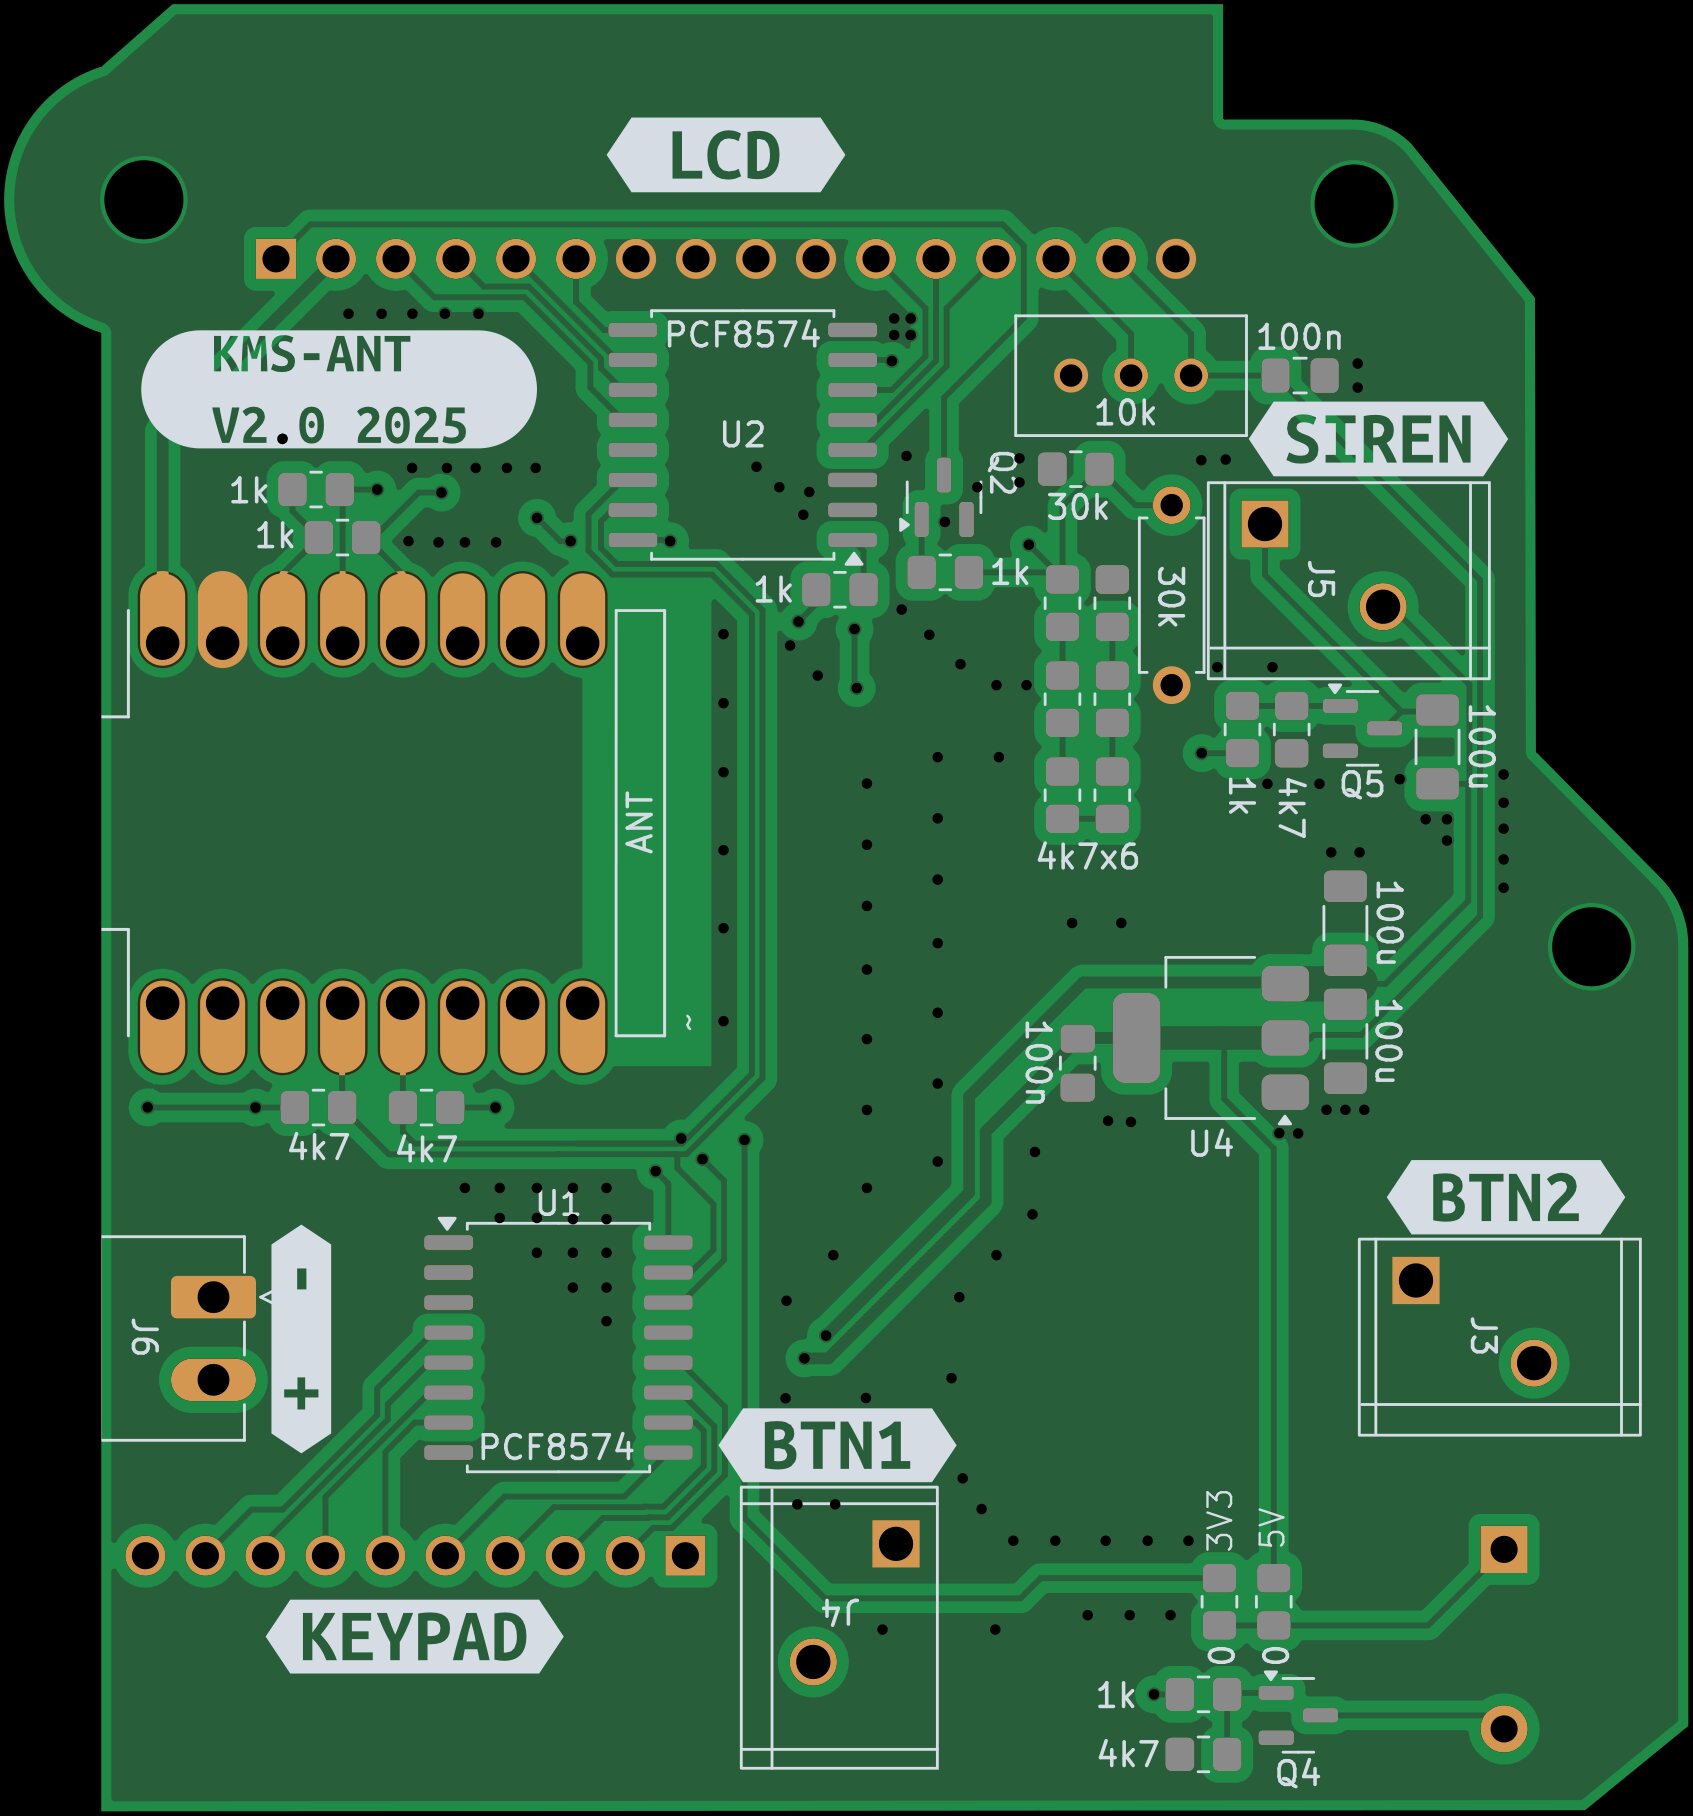 LCD
KMS-ANT
V2.0 2025
PCF8574
U2
100n
10k
SIREN
1k
1k
Q2
30k
1k
1k
30k
J5
ANT
~
1k
4k7
Q5
100u
4k7x6
100u
100n
100u
U4
4k7
4k7
U1
BTN2
-
+
J6
J3
PCF8574
BTN1
3V3
5V
J4
KEYPAD
0
0
1k
4k7
Q4